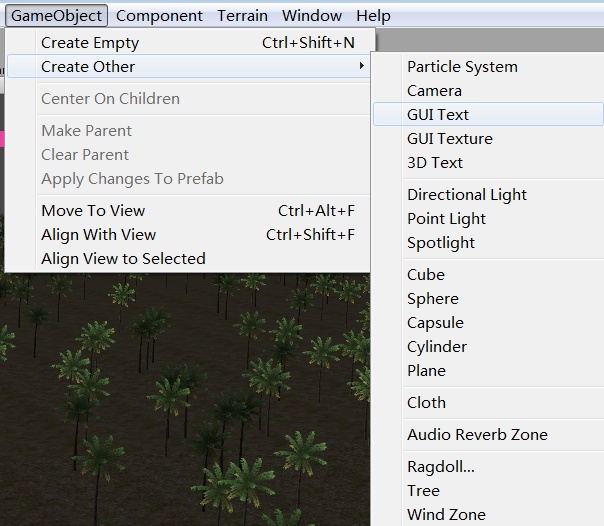 GameObject Component Terrain Window Help
Create Empty Ctrl+Shift+N
Create Other
Center On Children
Make Parent
Clear Parent
Apply Changes To Prefab
Move To View Ctrl+Alt+F
Align With View Ctrl+Shift+F
Align View to Selected
Particle System
Camera
GUI Text
GUI Texture
3D Text
Directional Light
Point Light
Spotlight
Cube
Sphere
Capsule
Cylinder
Plane
Cloth
Audio Reverb Zone
Ragdoll...
Tree
Wind Zone